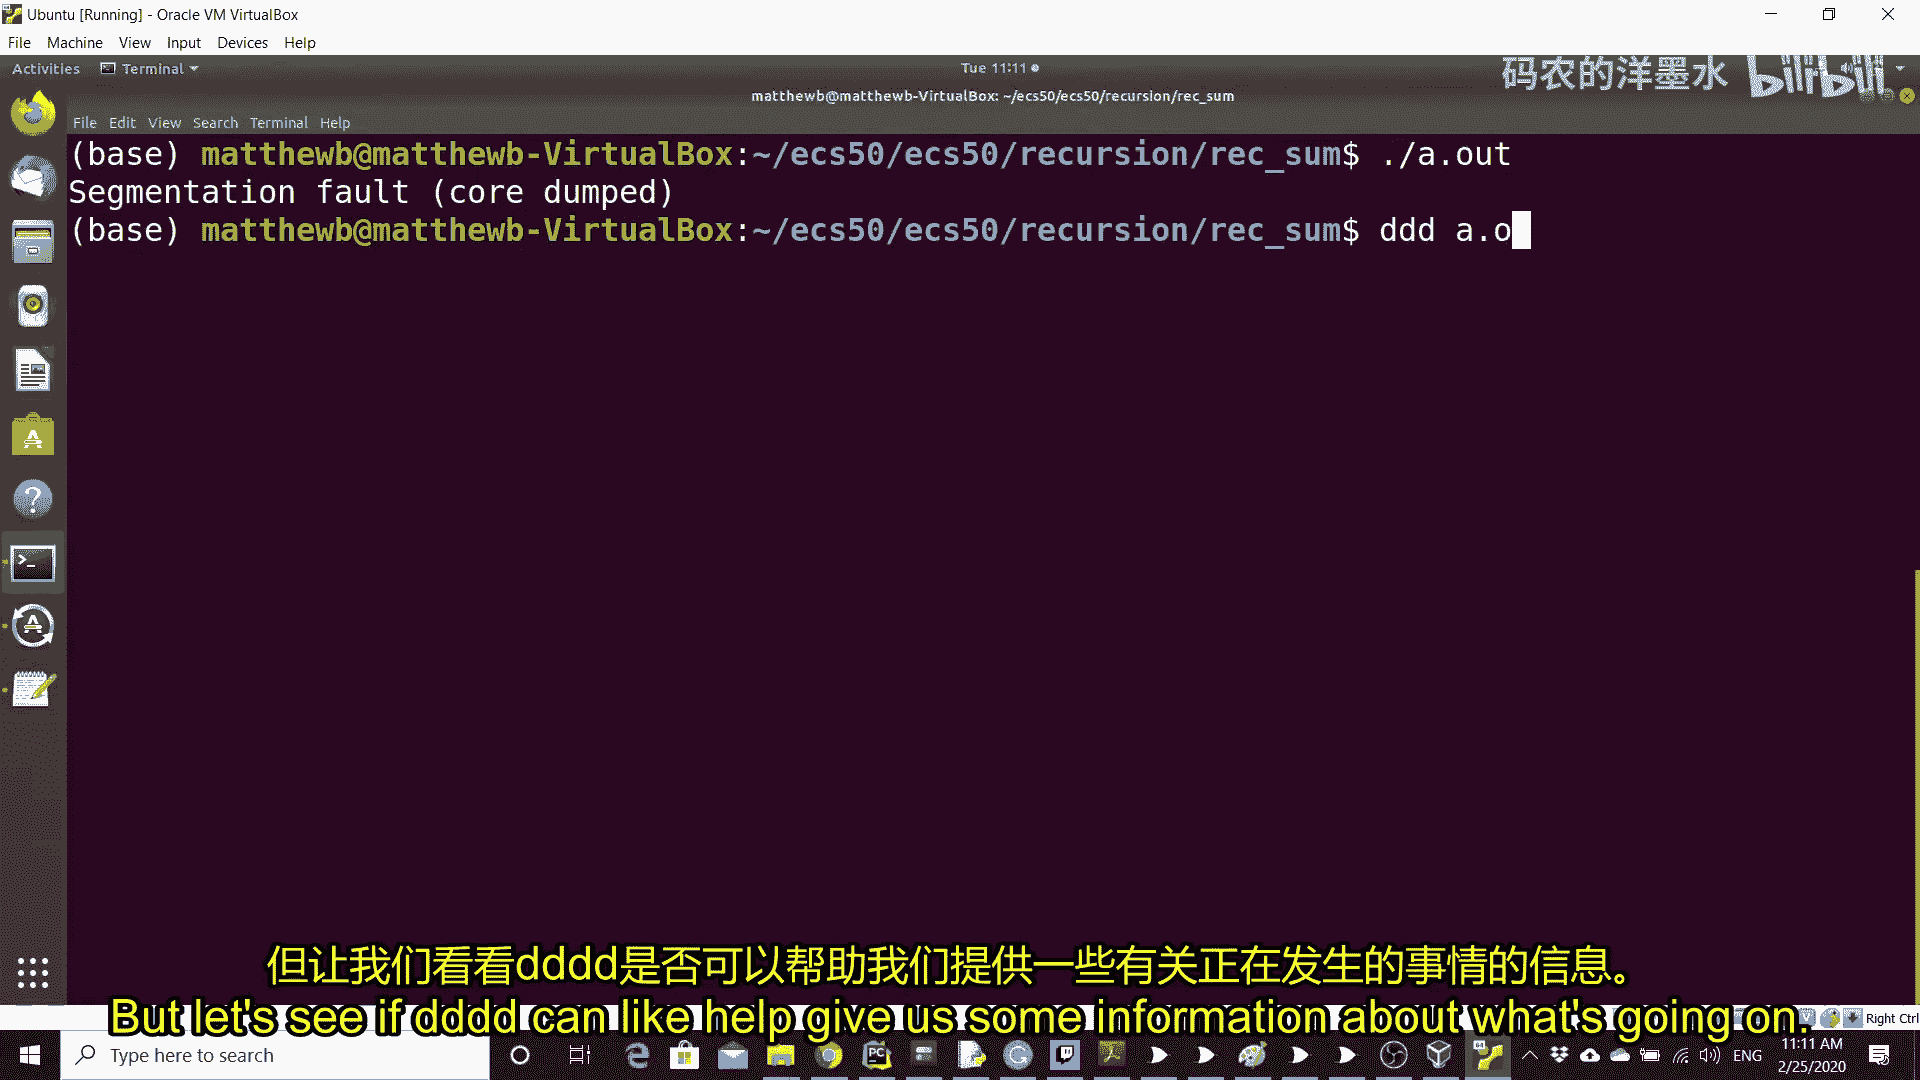 Ubuntu [Running] - Oracle VM VirtualBox
File Machine View Input Devices Help
Activities Terminal Tue 11:11
码农的洋墨水 bilibili
matthewb@matthewb-VirtualBox: ~/ecs50/ecs50/recursion/rec_sum
File Edit View Search Terminal Help
(base) matthewb@matthewb-VirtualBox:~/ecs50/ecs50/recursion/rec_sum$ ./a.out
Segmentation fault (core dumped)
(base) matthewb@matthewb-VirtualBox:~/ecs50/ecs50/recursion/rec_sum$ ddd a.o
但让我们看看dddd是否可以帮助我们提供一些有关正在发生的事情的信息。
But let's see if dddd can like help give us some information about what's going on.
Right Ctrl
Type here to search
PC
ENG
11:11 AM
2/25/2020